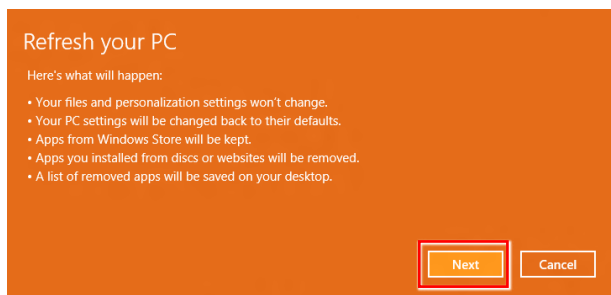 Refresh your PC
Here's what will happen:
• Your files and personalization settings won't change.
• Your PC settings will be changed back to their defaults.
• Apps from Windows Store will be kept.
• Apps you installed from discs or websites will be removed.
• A list of removed apps will be saved on your desktop.
Next Cancel